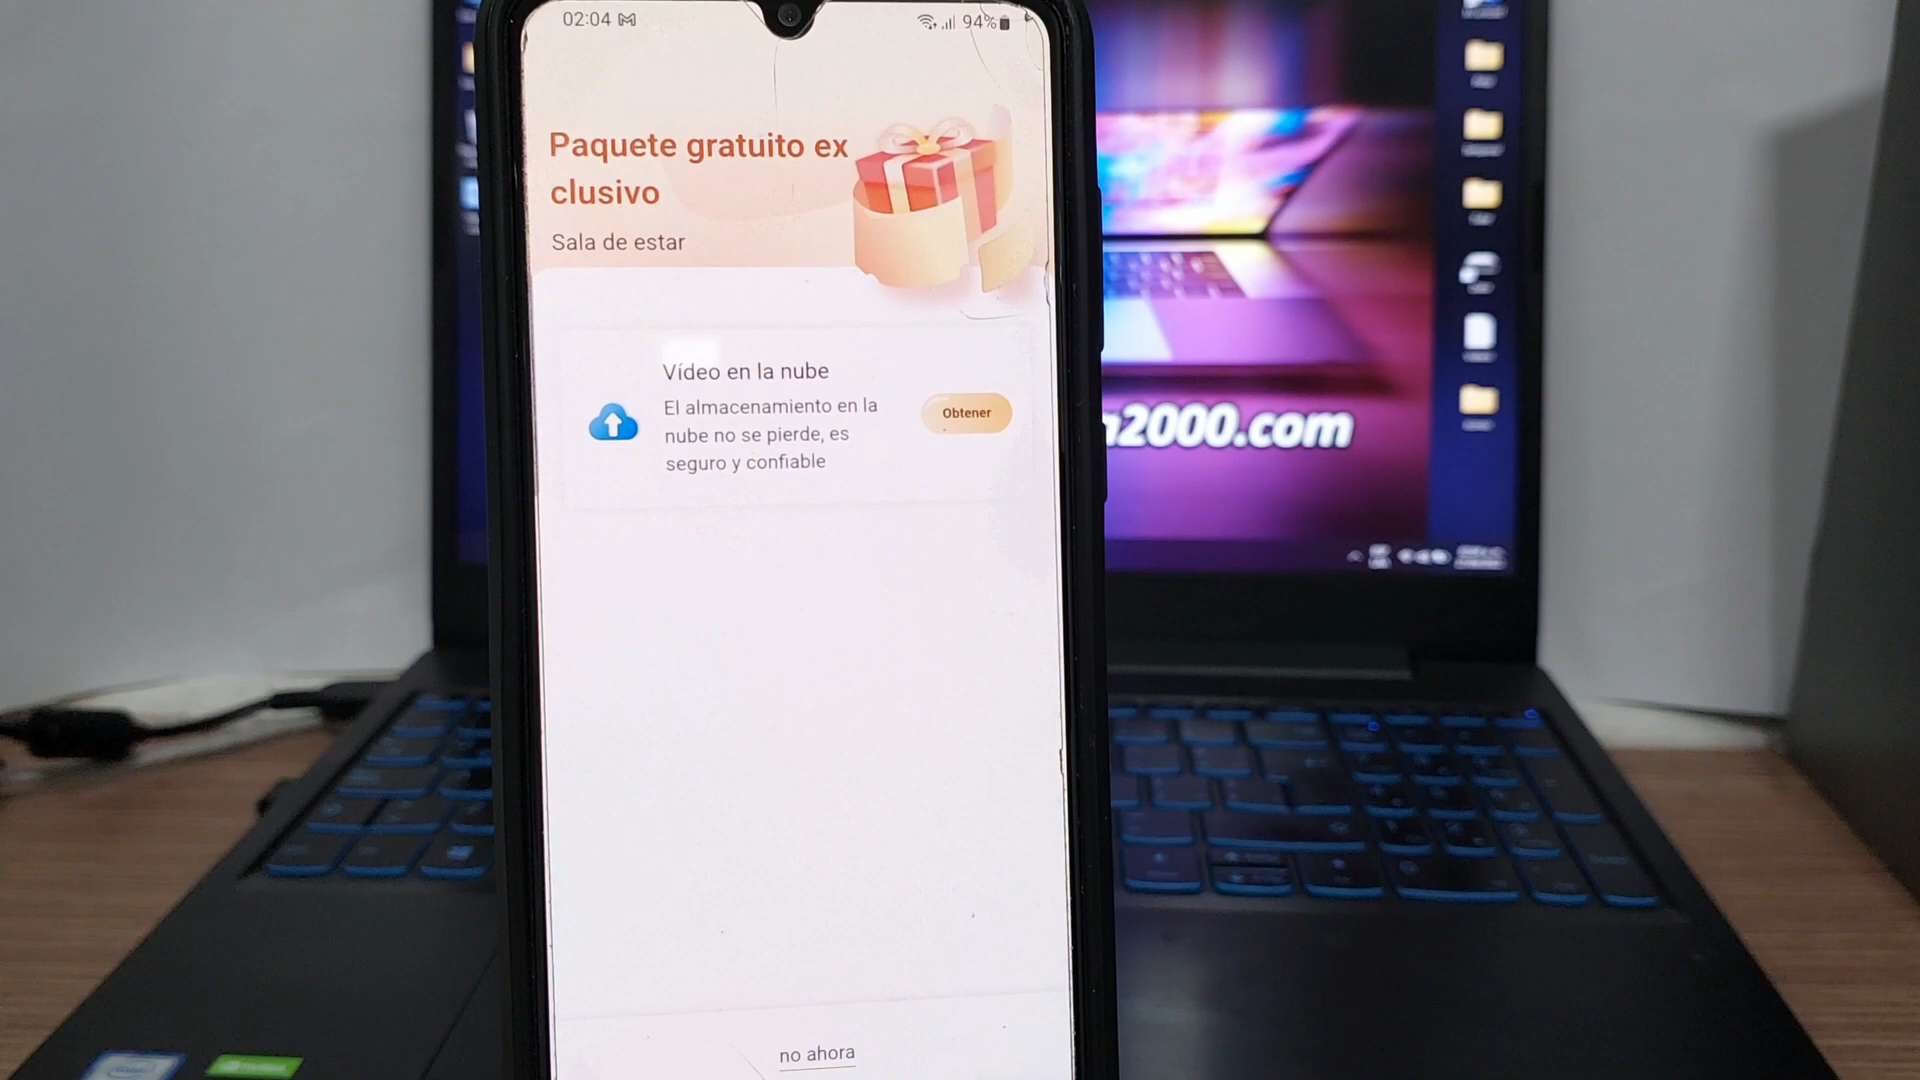 02:04
94%
Paquete gratuito ex
clusivo
Sala de estar
Vídeo en la nube
El almacenamiento en la
nube no se pierde, es
seguro y confiable
Obtener
no ahora
a2000.com